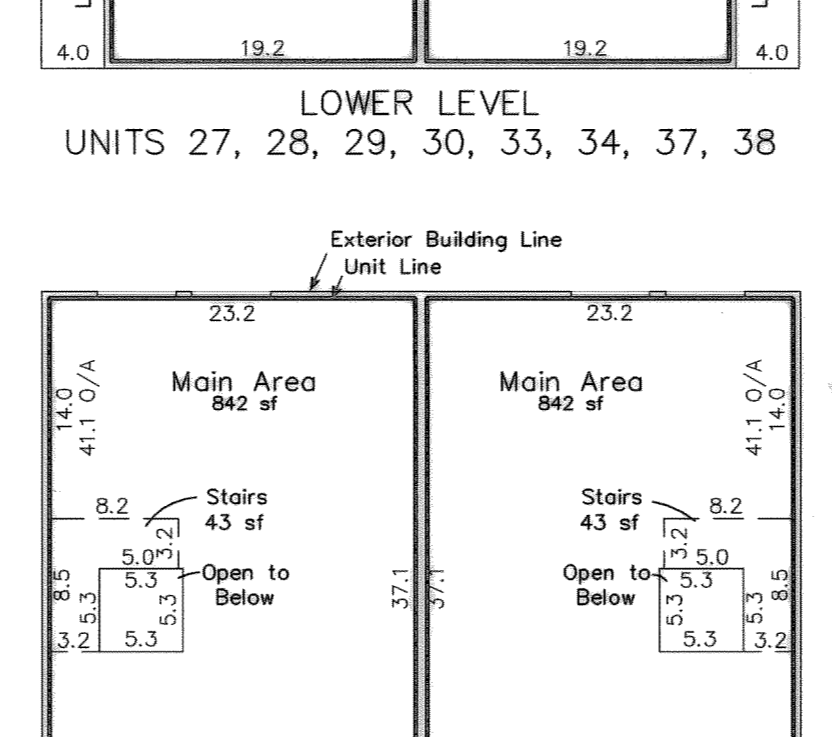 4.0 19.2 19.2 4.0
LOWER LEVEL
UNITS 27, 28, 29, 30, 33, 34, 37, 38
Exterior Building Line
Unit Line
23.2 23.2
Main Area
842 sf
Main Area
842 sf
14.0
41.1 O/A
41.1 O/A
14.0
8.2
Stairs
43 sf
Stairs
43 sf
8.2
3.2
5.0
5.3
Open to
Below
3.2
5.0
5.3
Open to
Below
8.5
5.3
5.3
37.1
37.1
5.3
5.3
8.5
3.2 5.3
5.3 3.2